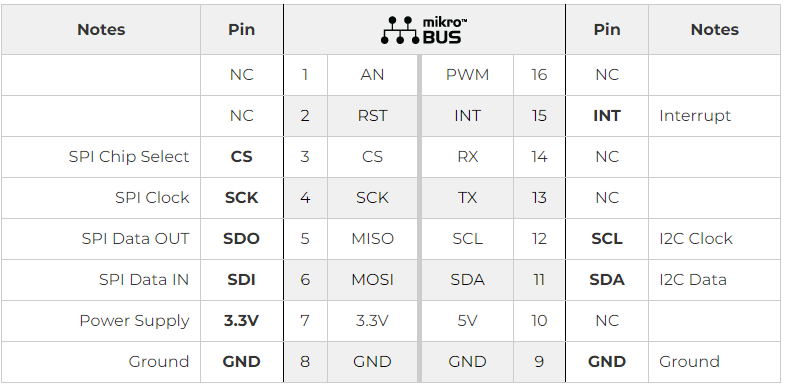 Notes Pin mikro™ BUS Pin Notes
NC 1 AN PWM 16 NC
NC 2 RST INT 15 INT Interrupt
SPI Chip Select CS 3 CS RX 14 NC
SPI Clock SCK 4 SCK TX 13 NC
SPI Data OUT SDO 5 MISO SCL 12 SCL I2C Clock
SPI Data IN SDI 6 MOSI SDA 11 SDA I2C Data
Power Supply 3.3V 7 3.3V 5V 10 NC
Ground GND 8 GND GND 9 GND Ground